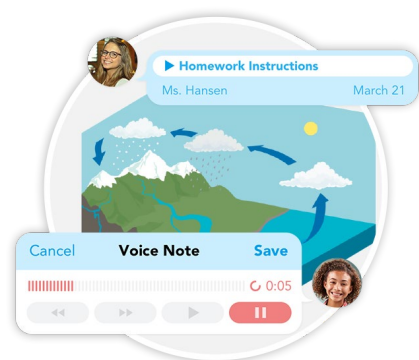 Homework Instructions
Ms. Hansen March 21
Cancel Voice Note Save
0:05